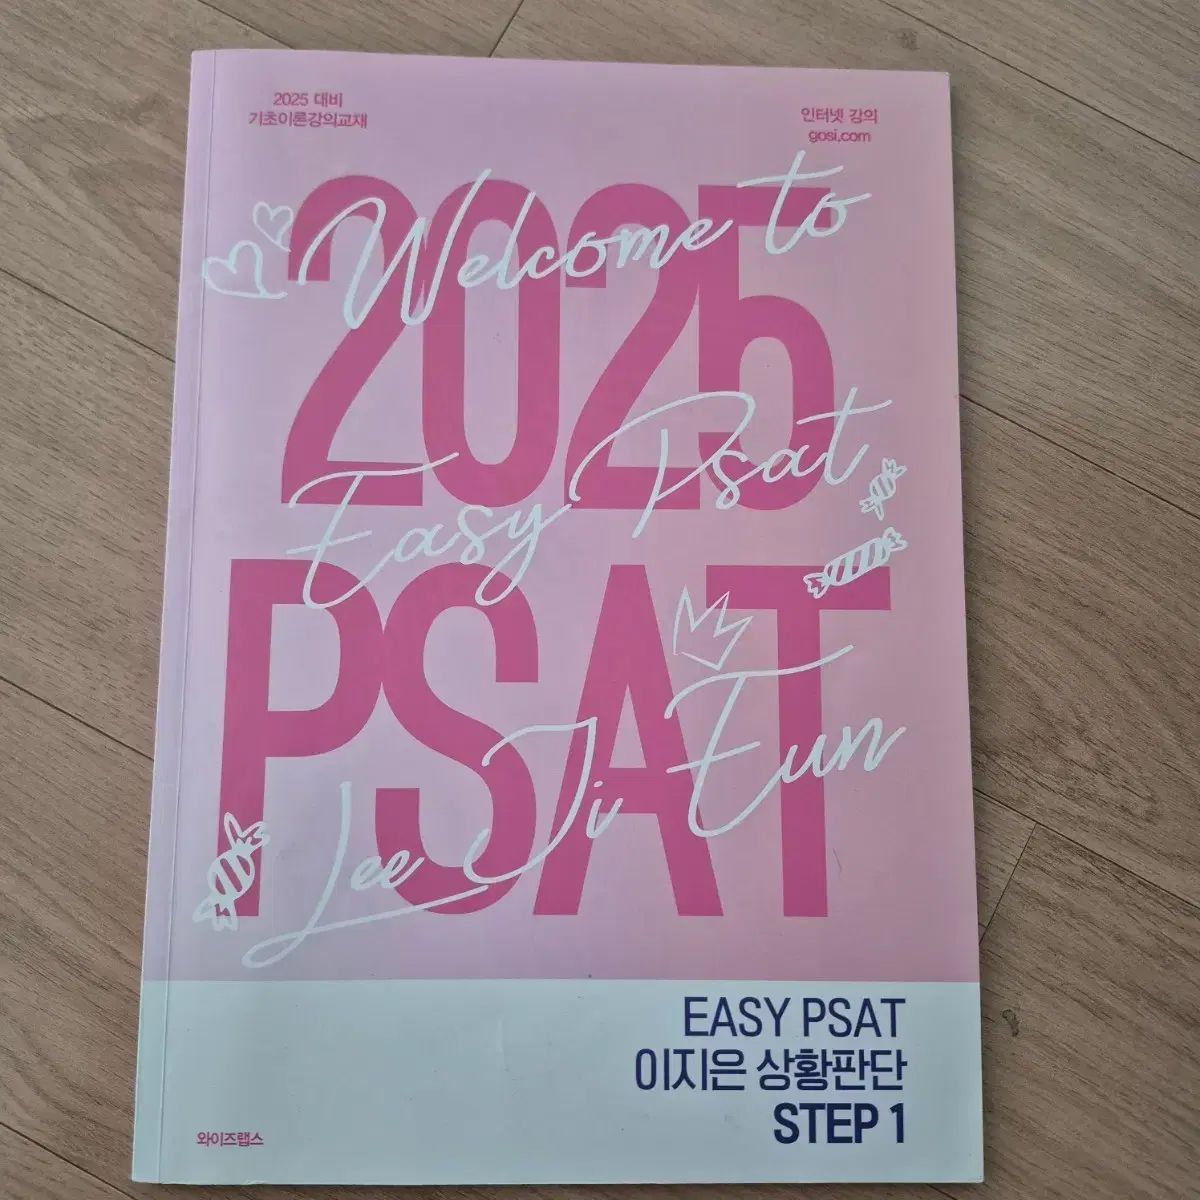 2025 대비
기초이론강의교재
인터넷 강의
gosi.com
2025
Welcome to
Easy Psat
PSAT
Lee Ji Eun
EASY PSAT
이지은 상황판단
STEP 1
와이즈랩스